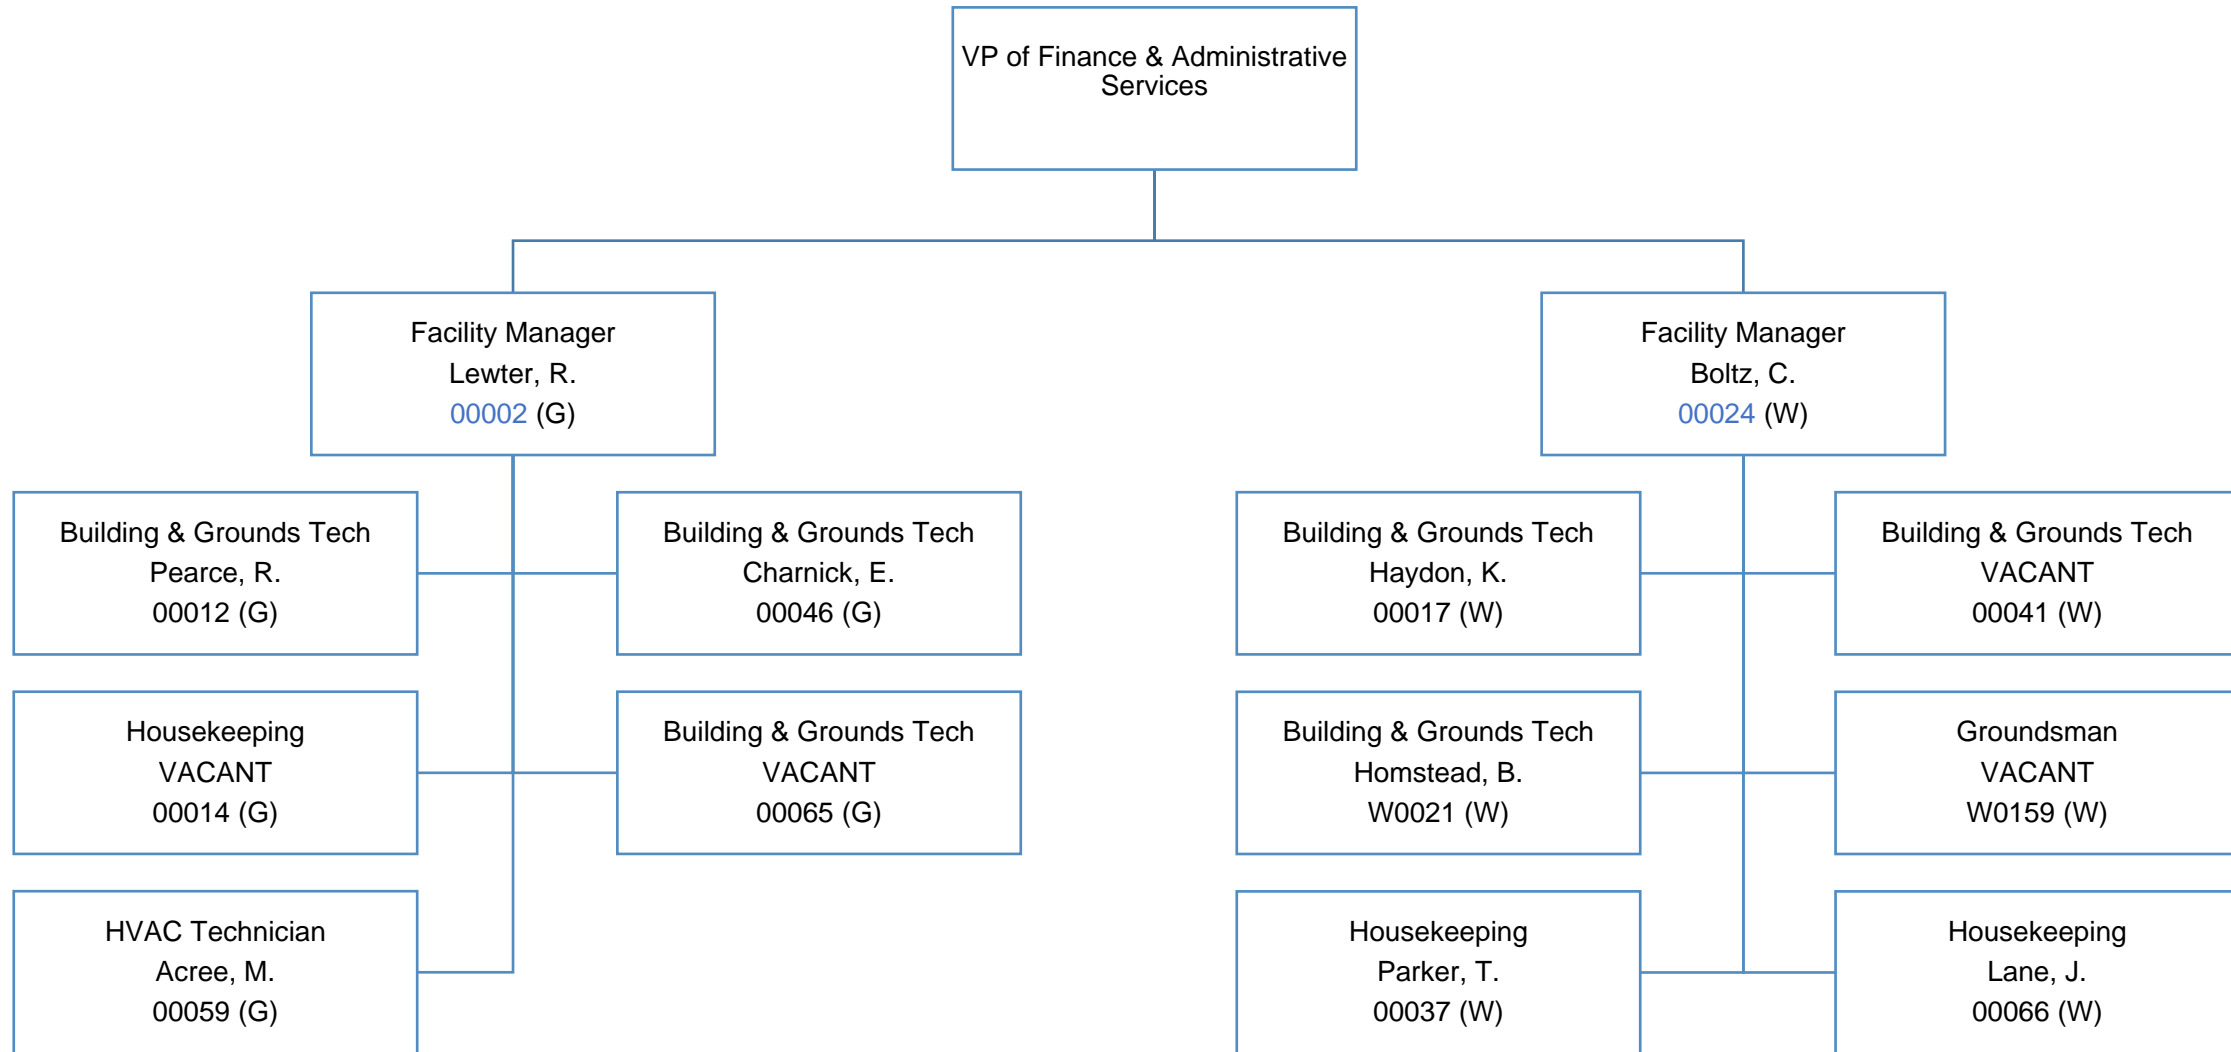 VP of Finance & Administrative
Services
Facility Manager
Lewter, R.
00002 (G)
Facility Manager
Boltz, C.
00024 (W)
Building & Grounds Tech
Pearce, R.
00012 (G)
Building & Grounds Tech
Charnick, E.
00046 (G)
Building & Grounds Tech
Haydon, K.
00017 (W)
Building & Grounds Tech
VACANT
00041 (W)
Housekeeping
VACANT
00014 (G)
Building & Grounds Tech
VACANT
00065 (G)
Building & Grounds Tech
Homstead, B.
W0021 (W)
Groundsman
VACANT
W0159 (W)
HVAC Technician
Acree, M.
00059 (G)
Housekeeping
Parker, T.
00037 (W)
Housekeeping
Lane, J.
00066 (W)